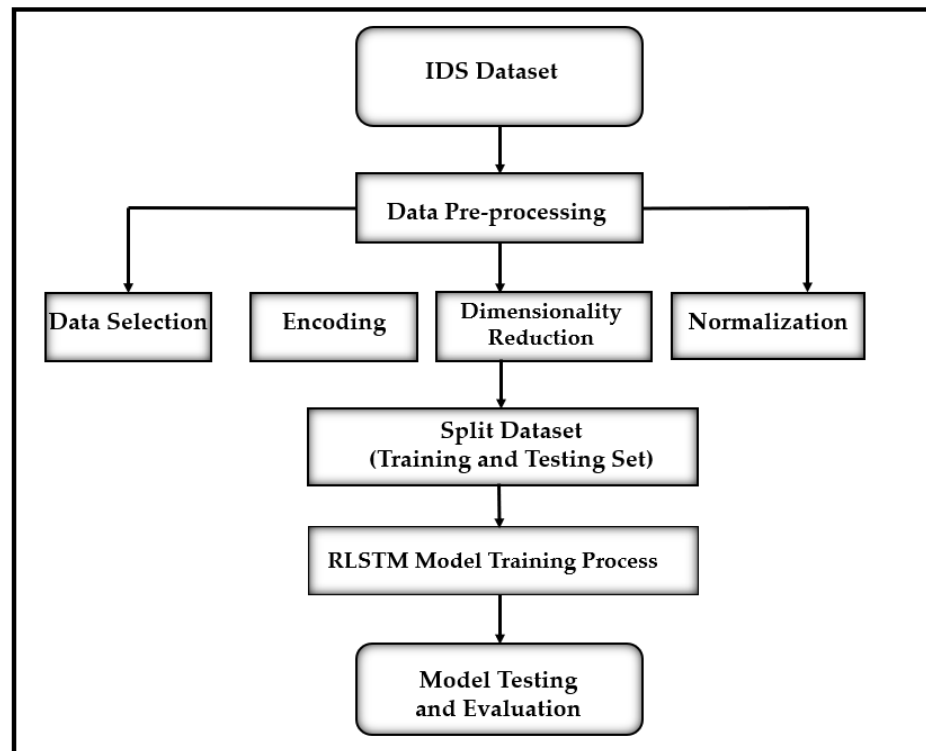 IDS Dataset
Data Pre-processing
Data Selection
Encoding
Dimensionality
Reduction
Normalization
Split Dataset
(Training and Testing Set)
RLSTM Model Training Process
Model Testing
and Evaluation